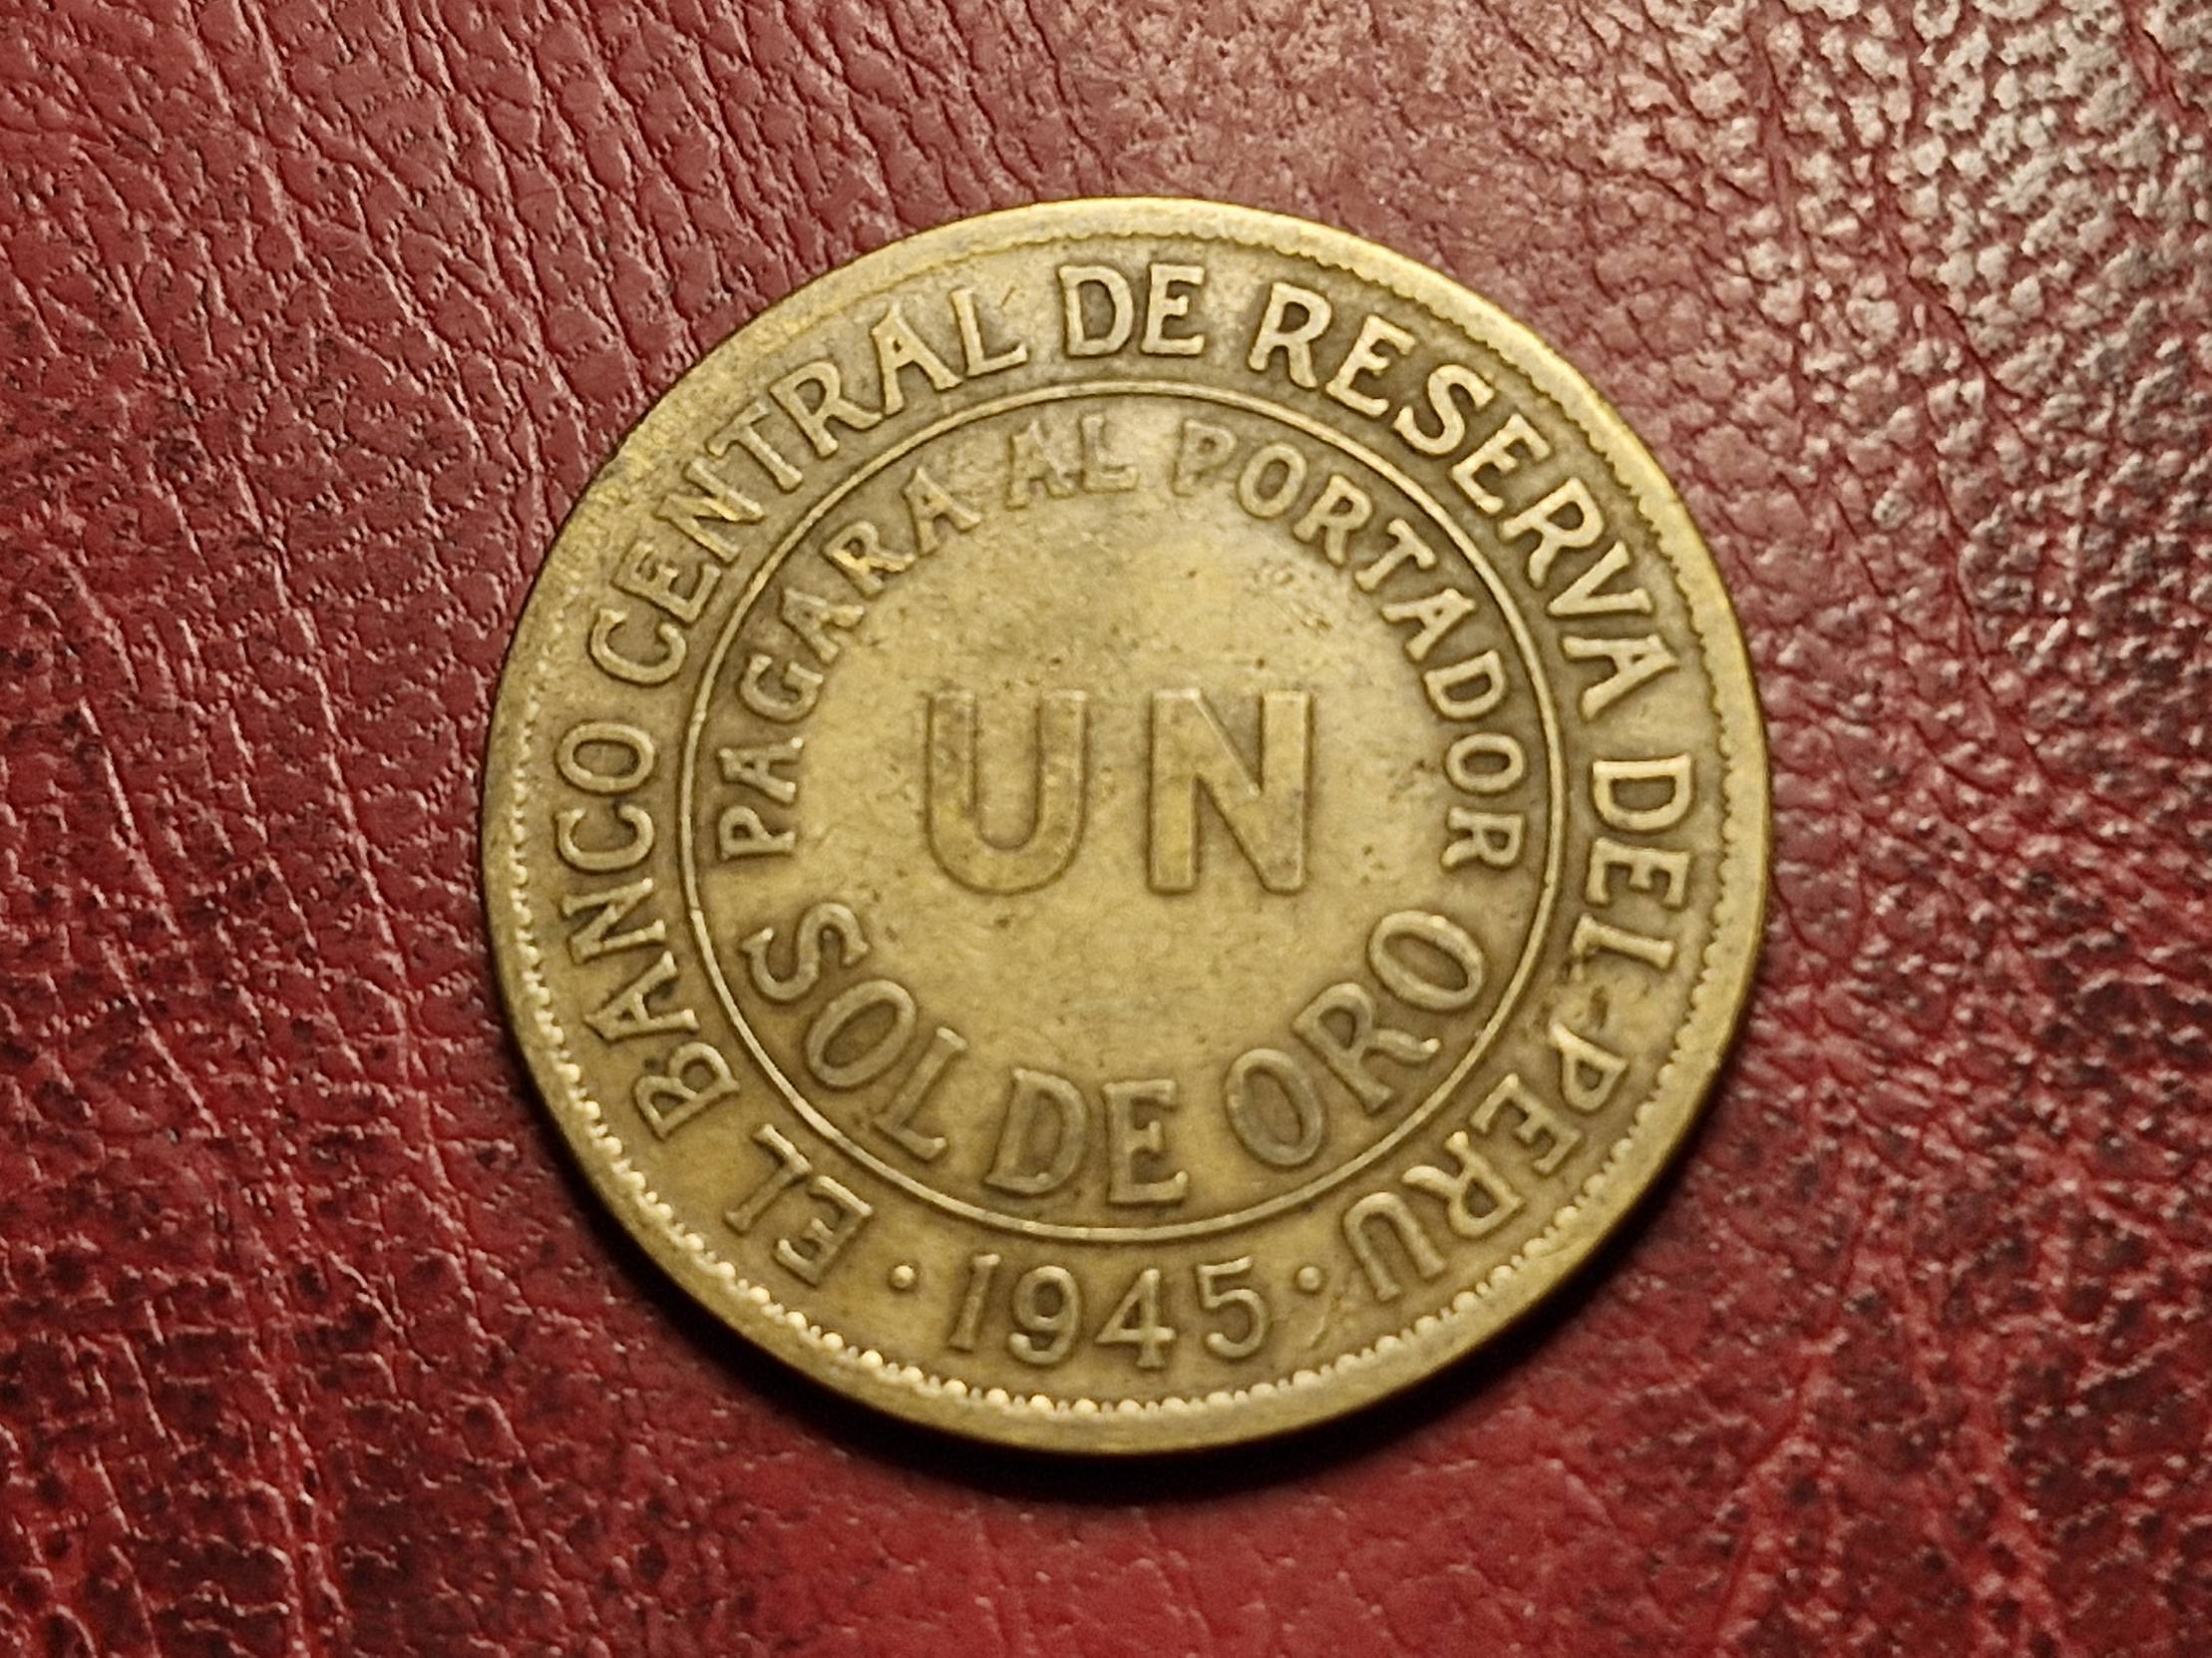 EL BANCO CENTRAL DE RESERVA DEL PERU
PAGARA AL PORTADOR
UN
SOL DE ORO
· 1945 ·